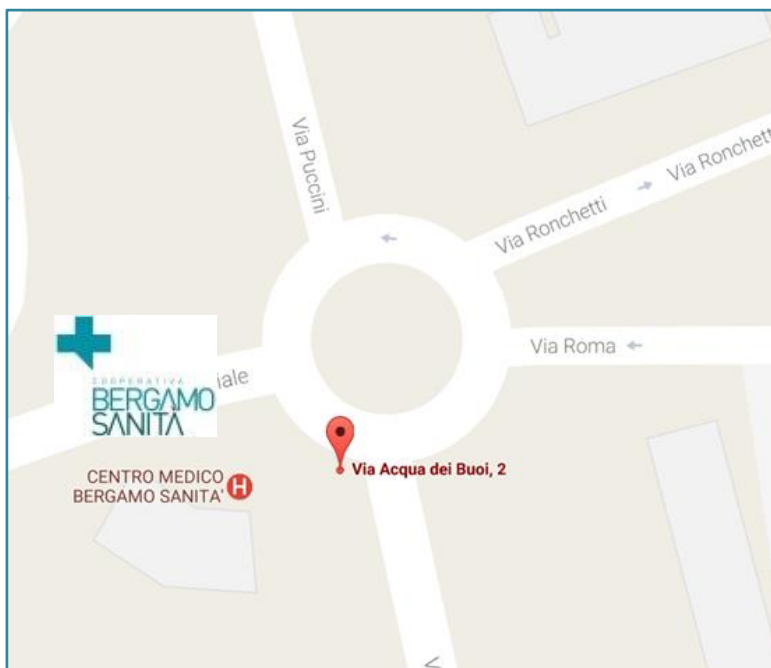 Via Puccini
Via Ronchetti
Via Ronchett
Via Roma
iale
COOPERATIVA
BERGAMO
SANITÀ
CENTRO MEDICO
BERGAMO SANITA'
H
Via Acqua dei Buoi, 2
V